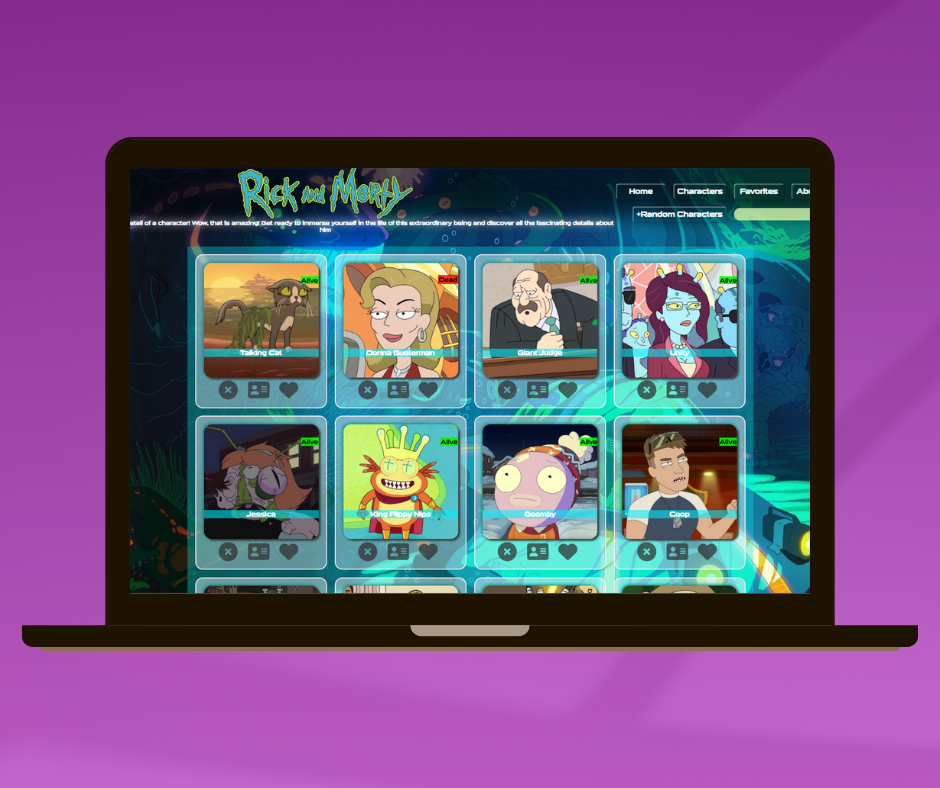 Rick and Morty
Home Characters Favorites Ab
+Random Characters
etail of a character! Wow, that is amazing! Get ready to immerse yourself in the life of this extraordinary being and discover all the fascinating details about
him
Alive Dead Alive Alive
Talking Cat Donna Gueterman Giant Judge Unity
Alive Alive Alive Alive
Jessica King Flippy Nips Goomby Coop